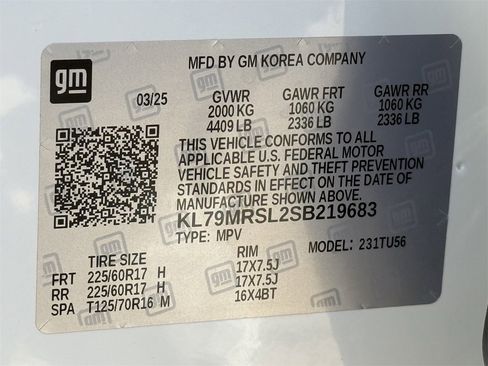 gm
MFD BY GM KOREA COMPANY
03/25 GVWR GAWR FRT GAWR RR
2000 KG 1060 KG 1060 KG
4409 LB 2336 LB 2336 LB
THIS VEHICLE CONFORMS TO ALL
APPLICABLE U.S. FEDERAL MOTOR
VEHICLE SAFETY AND THEFT PREVENTION
STANDARDS IN EFFECT ON THE DATE OF
MANUFACTURE SHOWN ABOVE.
KL79MRSL2SB219683
TYPE: MPV MODEL: 231TU56
TIRE SIZE RIM
FRT 225/60R17 H 17X7.5J
RR 225/60R17 H 17X7.5J
SPA T125/70R16 M 16X4BT